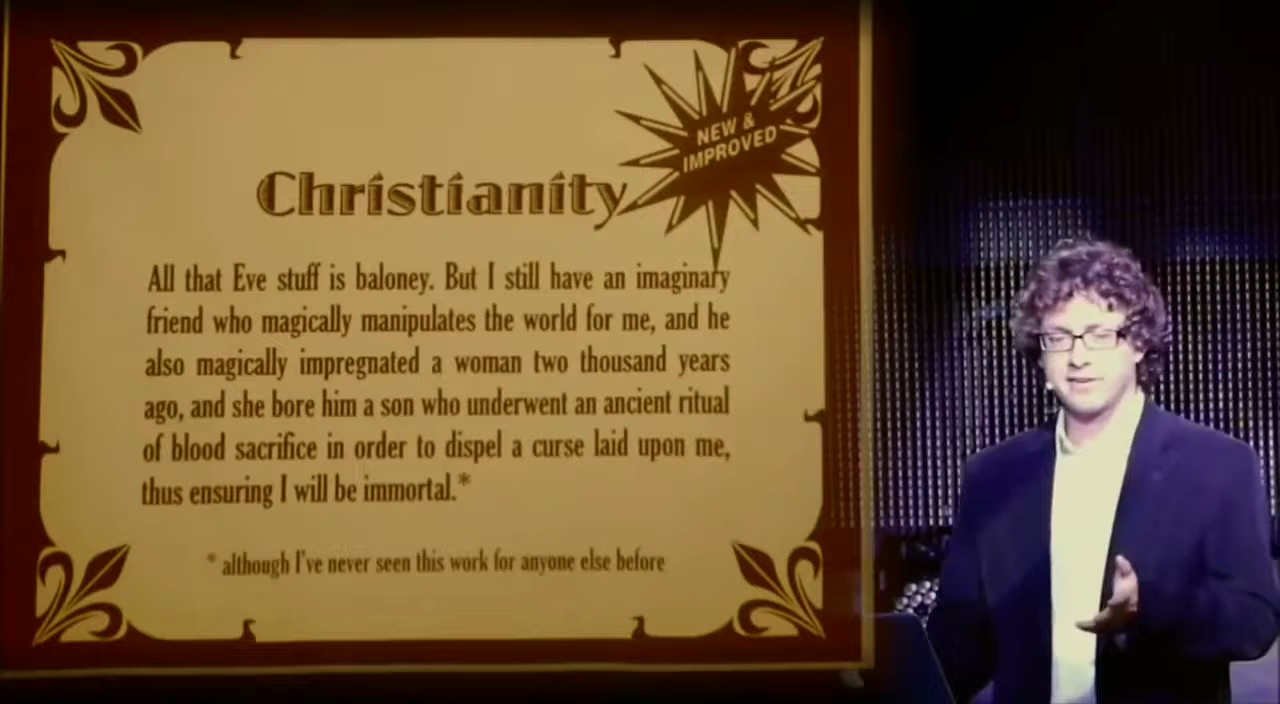 NEW &
IMPROVED
Christianity
All that Eve stuff is baloney. But I still have an imaginary
friend who magically manipulates the world for me, and he
also magically impregnated a woman two thousand years
ago, and she bore him a son who underwent an ancient ritual
of blood sacrifice in order to dispel a curse laid upon me,
thus ensuring I will be immortal.*
* although I've never seen this work for anyone else before